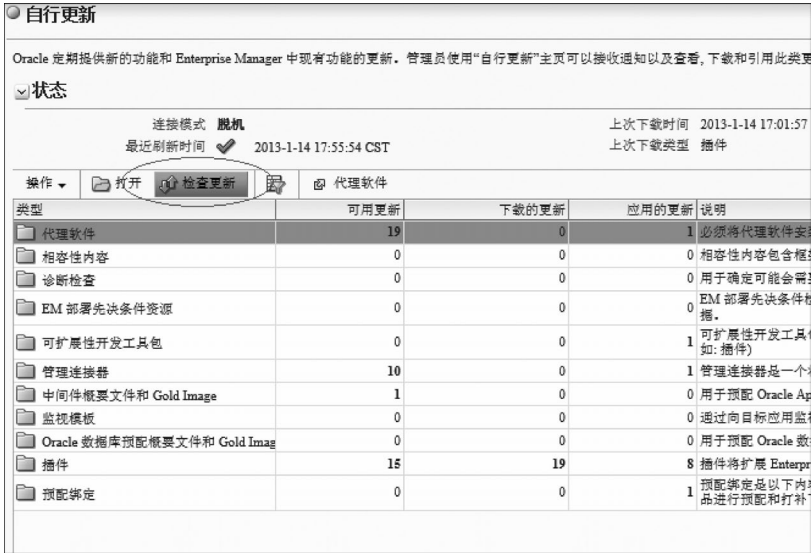 自行更新
Oracle 定期提供新的功能和 Enterprise Manager 中现有功能的更新。管理员使用“自行更新”主页可以接收通知以及查看, 下载和引用此类更
状态
连接模式 脱机 上次下载时间 2013-1-14 17:01:57
最近刷新时间 2013-1-14 17:55:54 CST 上次下载类型 插件
操作 打开 检查更新 代理软件
类型 可用更新 下载的更新 应用的更新 说明
代理软件 19 0 1 必须将代理软件安
相容性内容 0 0 0 相容性内容包含框
诊断检查 0 0 0 用于确定可能会需
EM 部署先决条件资源 0 0 0 EM 部署先决条件
据。
可扩展性开发工具包 0 0 1 可扩展性开发工具
如: 插件)
管理连接器 10 0 1 管理连接器是一个
中间件概要文件和 Gold Image 1 0 0 用于预配 Oracle Ap
监视模板 0 0 0 通过向目标应用监
Oracle 数据库预配概要文件和 Gold Imag 0 0 0 用于预配 Oracle 数
插件 15 19 8 插件将扩展 Enterpr
预配绑定 0 0 1 预配绑定是以下内
品进行预配和打补